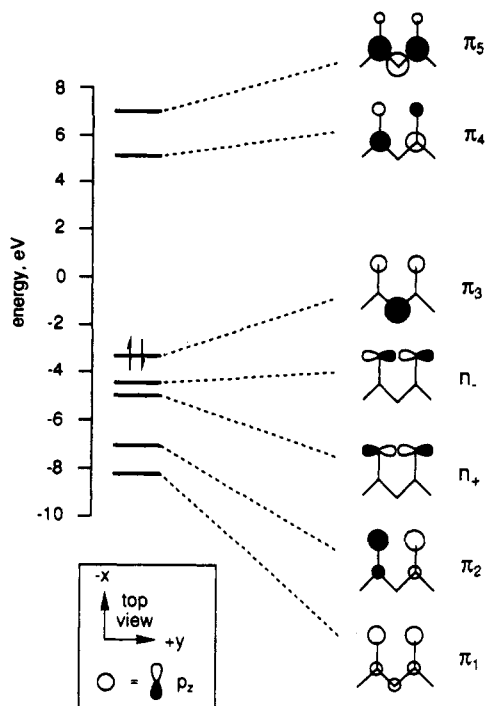 π5
8
6
π4
4
2
energy, eV
0
π3
-2
-4
n-
-6
n+
-8
-10
π2
-x
top
view
+y
= pz
π1